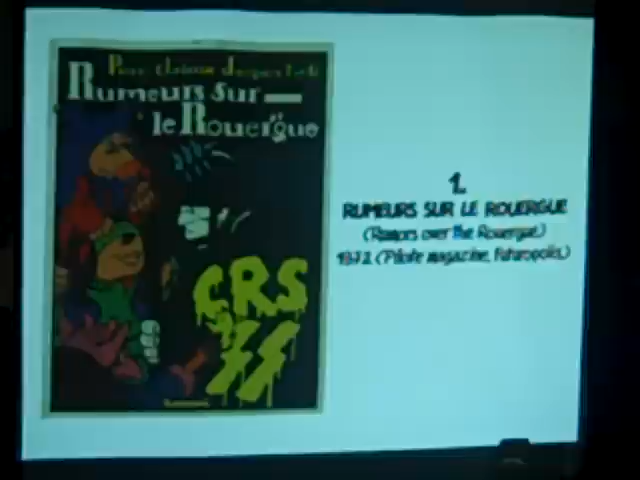 Rumeurs sur
le Rouergue
CRS
SS
1.
RUMEURS SUR LE ROUERGUE
(Rumors over the Rouergue)
1972 (Pilote magazine, Futuropolis)